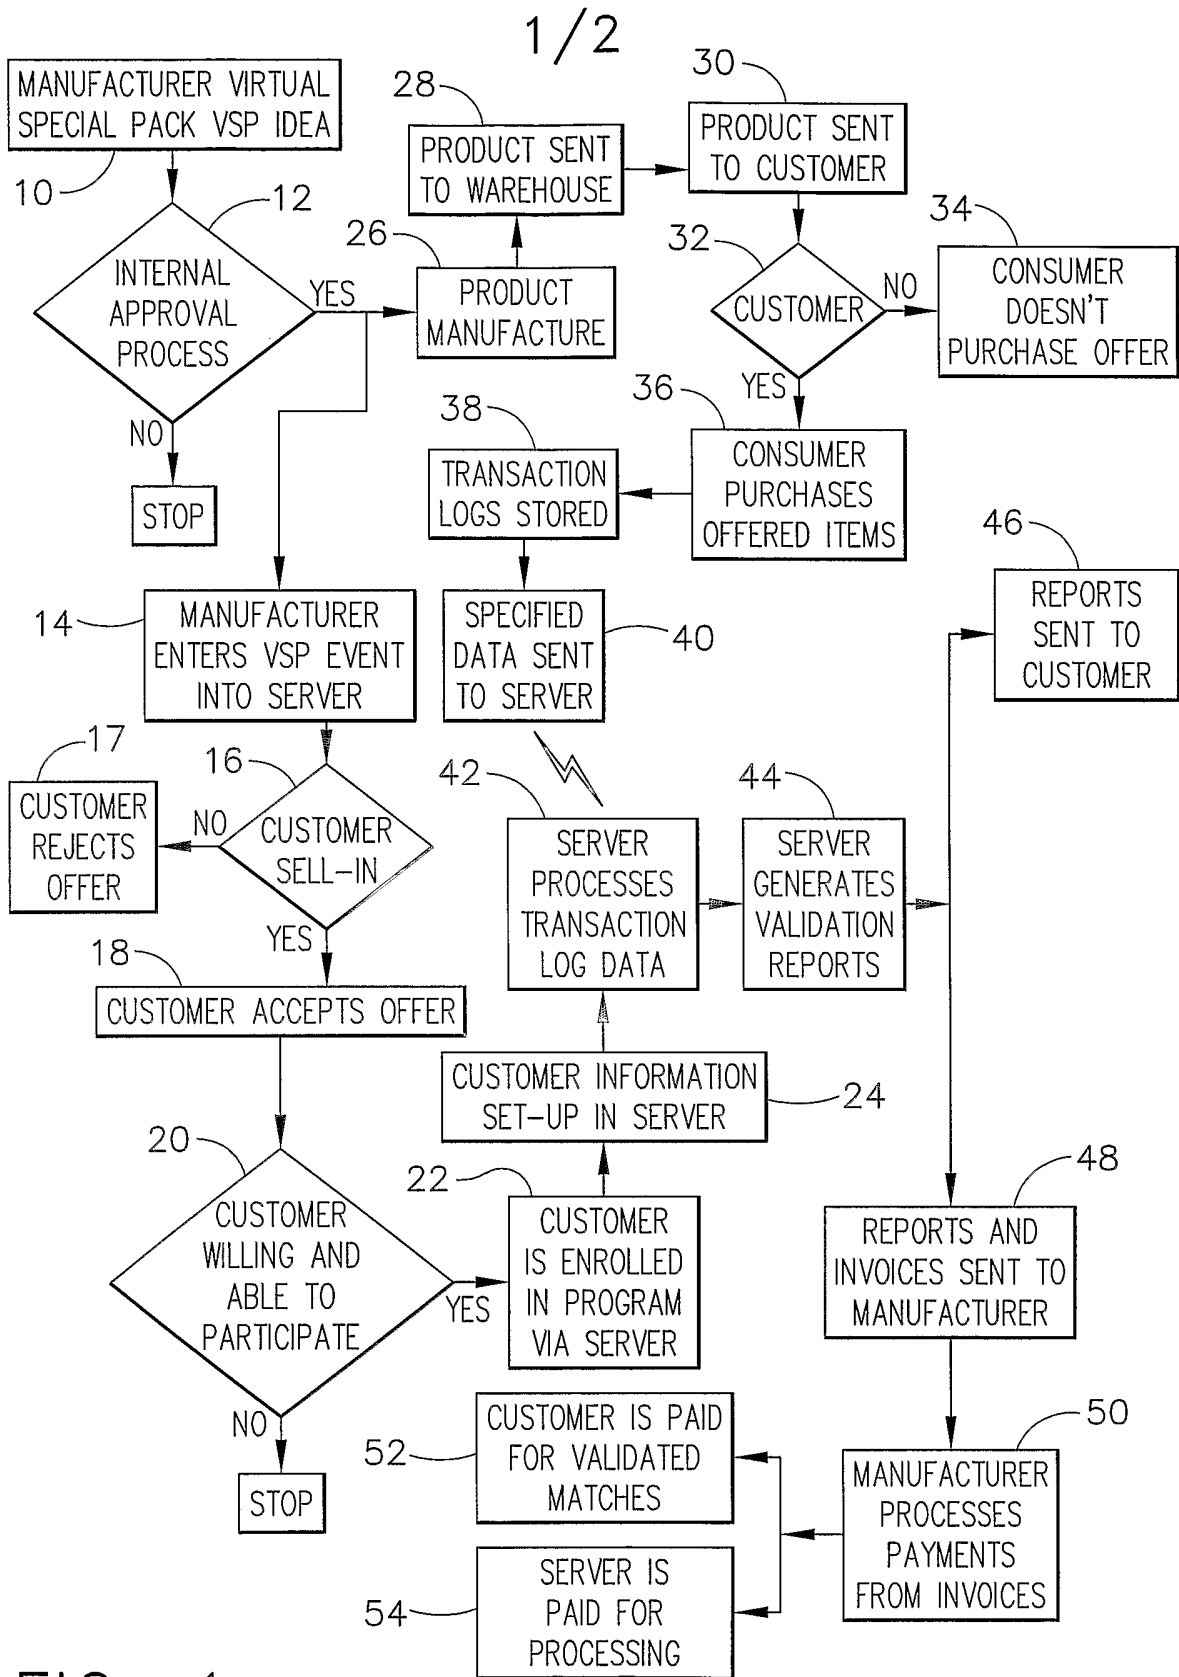 1/2
MANUFACTURER VIRTUAL
SPECIAL PACK VSP IDEA
10
12
INTERNAL
APPROVAL
PROCESS
YES
NO
STOP
28
PRODUCT SENT
TO WAREHOUSE
26
PRODUCT
MANUFACTURE
30
PRODUCT SENT
TO CUSTOMER
32
CUSTOMER
NO
YES
34
CONSUMER
DOESN'T
PURCHASE OFFER
36
CONSUMER
PURCHASES
OFFERED ITEMS
38
TRANSACTION
LOGS STORED
40
SPECIFIED
DATA SENT
TO SERVER
14
MANUFACTURER
ENTERS VSP EVENT
INTO SERVER
16
CUSTOMER
SELL-IN
NO
YES
17
CUSTOMER
REJECTS
OFFER
18
CUSTOMER ACCEPTS OFFER
20
CUSTOMER
WILLING AND
ABLE TO
PARTICIPATE
YES
NO
STOP
22
CUSTOMER
IS ENROLLED
IN PROGRAM
VIA SERVER
24
CUSTOMER INFORMATION
SET-UP IN SERVER
42
SERVER
PROCESSES
TRANSACTION
LOG DATA
44
SERVER
GENERATES
VALIDATION
REPORTS
46
REPORTS
SENT TO
CUSTOMER
48
REPORTS AND
INVOICES SENT TO
MANUFACTURER
50
MANUFACTURER
PROCESSES
PAYMENTS
FROM INVOICES
52
CUSTOMER IS PAID
FOR VALIDATED
MATCHES
54
SERVER IS
PAID FOR
PROCESSING